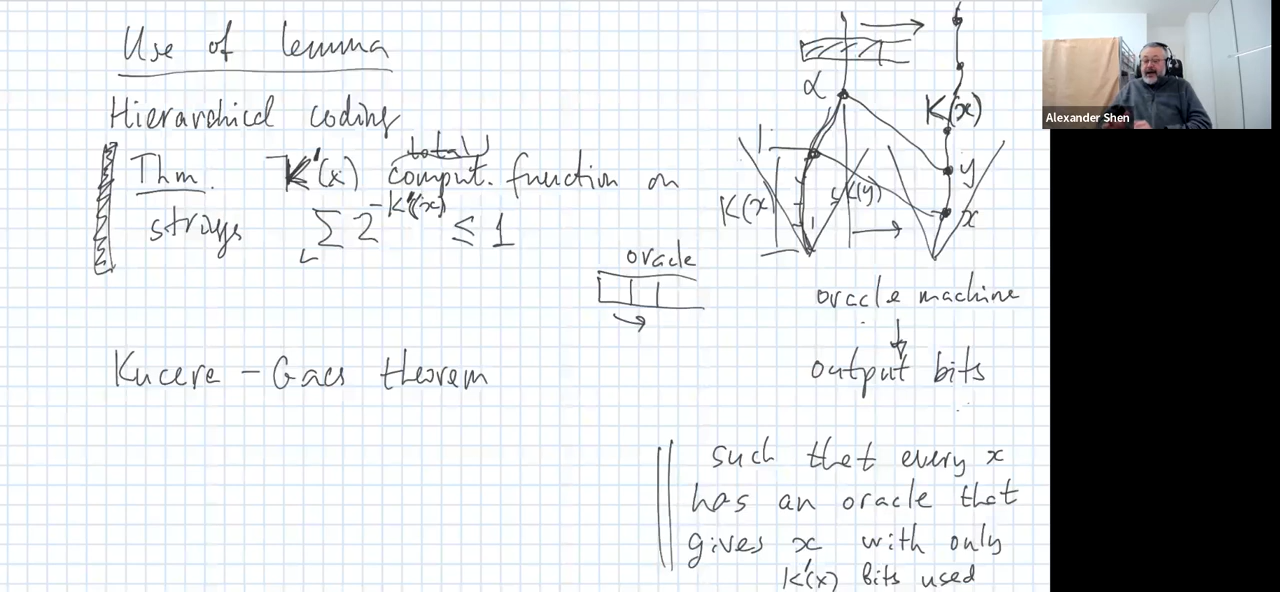 Use of lemma
Hierarchical coding
total
Thm. K'(x) comput. function on
strings ∑ 2^-K'(x) ≤ 1
Kucere - Gacs theorem
oracle
α
K(x)
y
x
K(x)
K(y)
oracle machine
↓
output bits
such that every x
has an oracle that
gives x with only
K'(x) bits used
Alexander Shen